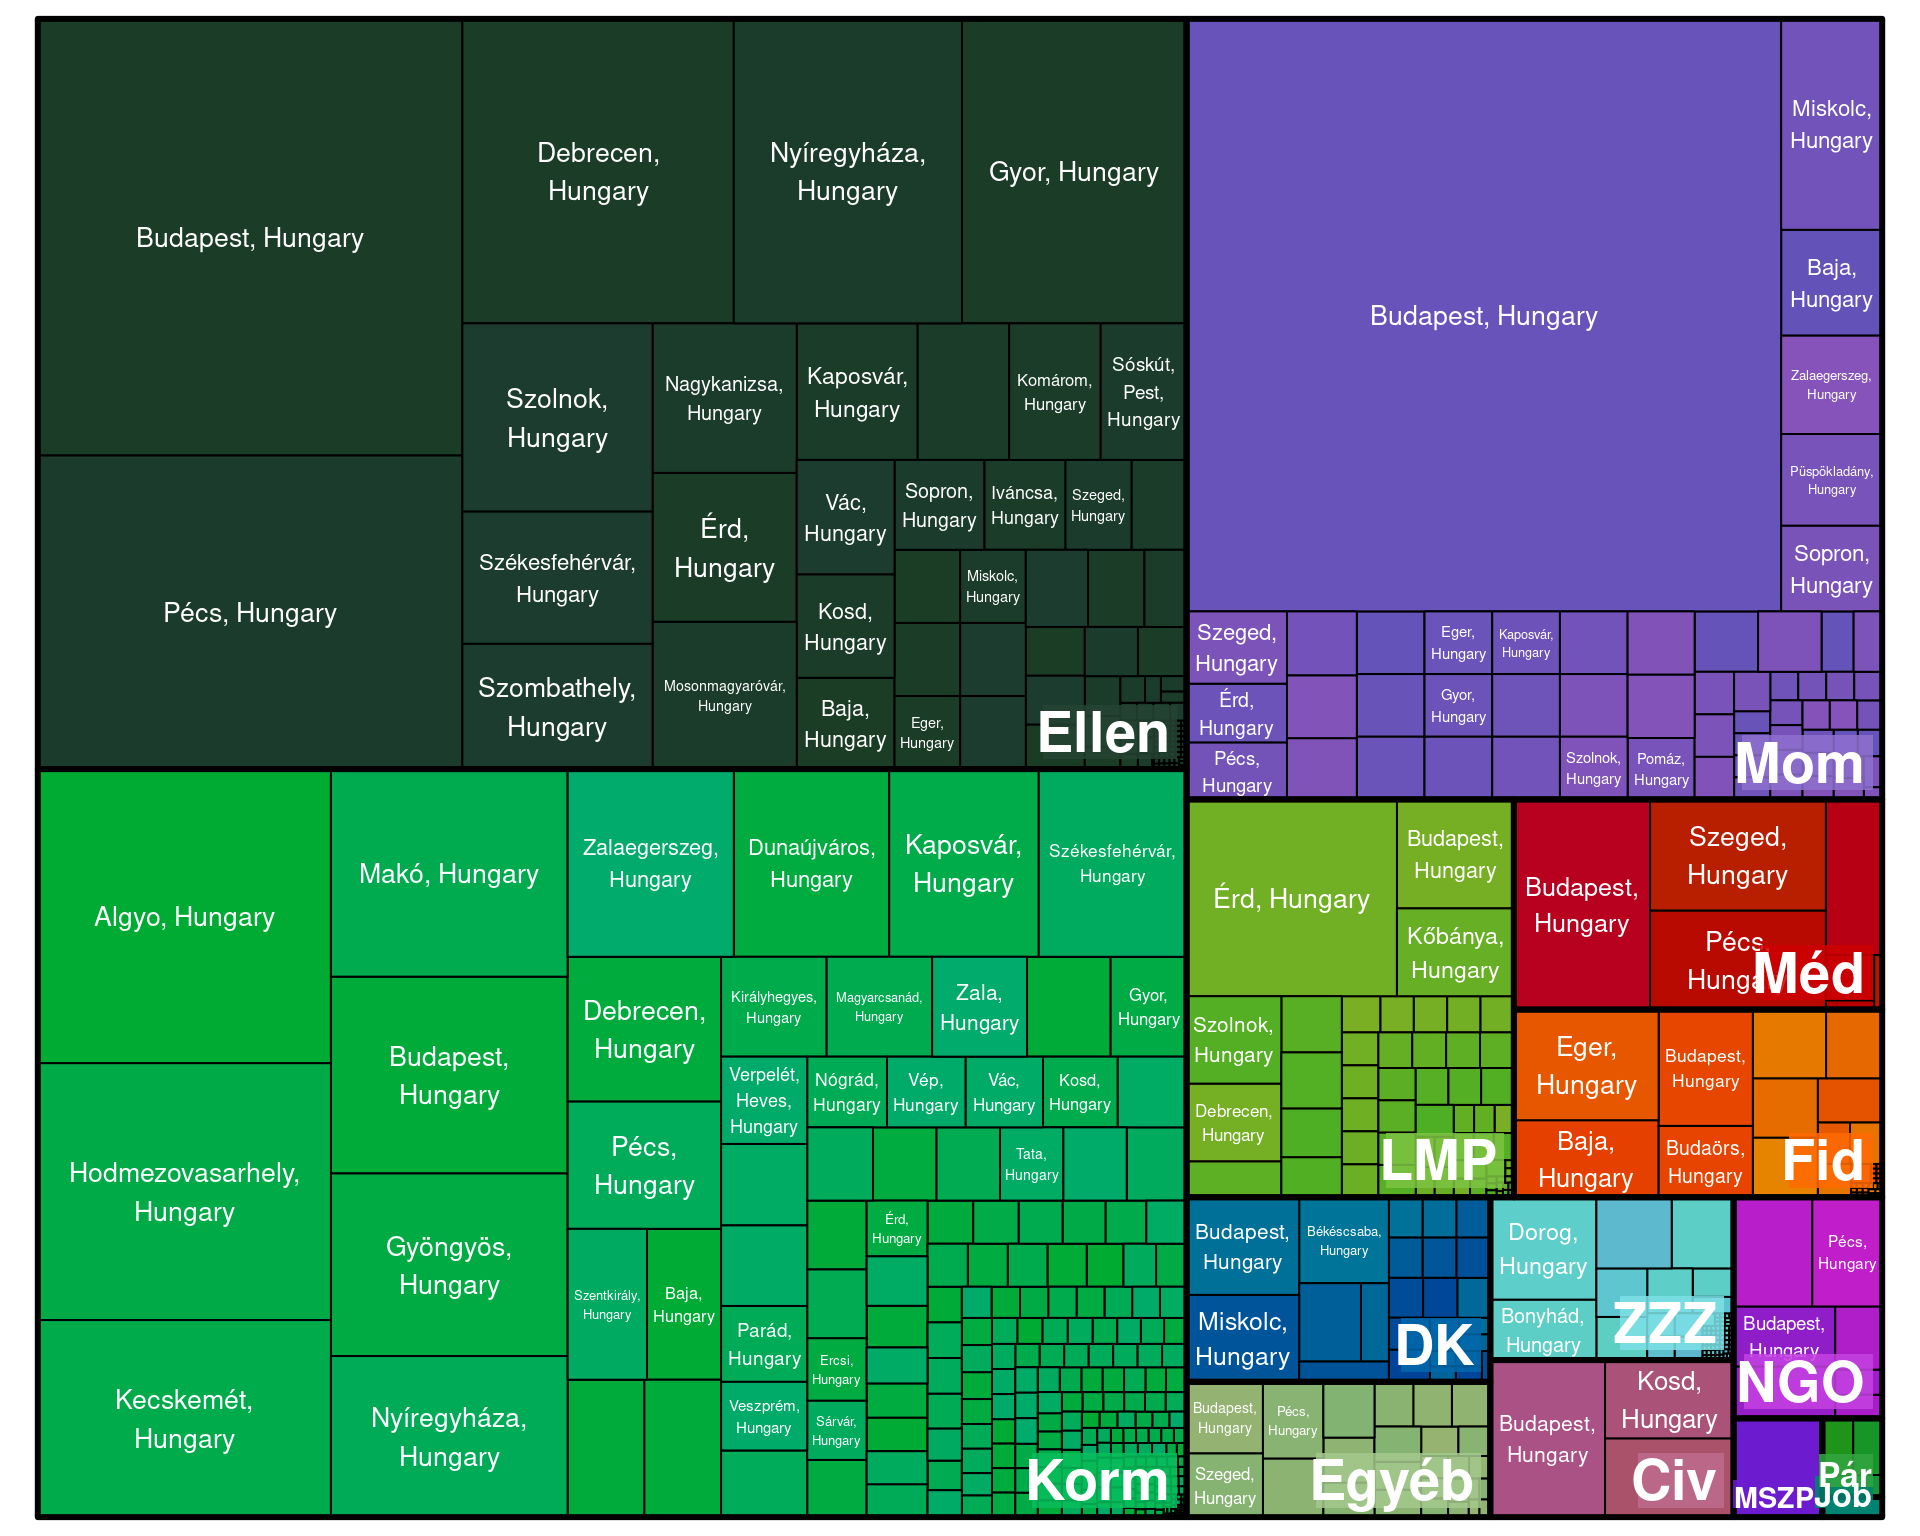 Budapest, Hungary
Debrecen,
Hungary
Nyíregyháza,
Hungary
Gyor, Hungary
Pécs, Hungary
Szolnok,
Hungary
Nagykanizsa,
Hungary
Kaposvár,
Hungary
Komárom,
Hungary
Sóskút,
Pest,
Hungary
Székesfehérvár,
Hungary
Érd,
Hungary
Vác,
Hungary
Sopron,
Hungary
Iváncsa,
Hungary
Szeged,
Hungary
Miskolc,
Hungary
Kosd,
Hungary
Szombathely,
Hungary
Mosonmagyaróvár,
Hungary
Baja,
Hungary
Eger,
Hungary
Ellen
Budapest, Hungary
Miskolc,
Hungary
Baja,
Hungary
Zalaegerszeg,
Hungary
Püspökladány,
Hungary
Sopron,
Hungary
Szeged,
Hungary
Érd,
Hungary
Pécs,
Hungary
Eger,
Hungary
Kaposvár,
Hungary
Gyor,
Hungary
Szolnok,
Hungary
Pomáz,
Hungary
Mom
Algyo, Hungary
Makó, Hungary
Zalaegerszeg,
Hungary
Dunaújváros,
Hungary
Kaposvár,
Hungary
Székesfehérvár,
Hungary
Hodmezovasarhely,
Hungary
Budapest,
Hungary
Debrecen,
Hungary
Királyhegyes,
Hungary
Magyarcsanád,
Hungary
Zala,
Hungary
Gyor,
Hungary
Verpelét,
Heves,
Hungary
Nógrád,
Hungary
Vép,
Hungary
Vác,
Hungary
Kosd,
Hungary
Pécs,
Hungary
Tata,
Hungary
Gyöngyös,
Hungary
Érd,
Hungary
Szentkirály,
Hungary
Baja,
Hungary
Kecskemét,
Hungary
Nyíregyháza,
Hungary
Parád,
Hungary
Ercsi,
Hungary
Veszprém,
Hungary
Sárvár,
Hungary
Korm
Érd, Hungary
Budapest,
Hungary
Kőbánya,
Hungary
Szolnok,
Hungary
Debrecen,
Hungary
LMP
Budapest,
Hungary
Szeged,
Hungary
Pécs,
Hungary
Méd
Eger,
Hungary
Budapest,
Hungary
Baja,
Hungary
Budaörs,
Hungary
Fid
Budapest,
Hungary
Békéscsaba,
Hungary
Miskolc,
Hungary
DK
Dorog,
Hungary
Bonyhád,
Hungary
ZZZ
Pécs,
Hungary
Budapest,
Hungary
NGO
Budapest,
Hungary
Pécs,
Hungary
Szeged,
Hungary
Egyéb
Budapest,
Hungary
Kosd,
Hungary
Civ
MSZP
Pár
Job